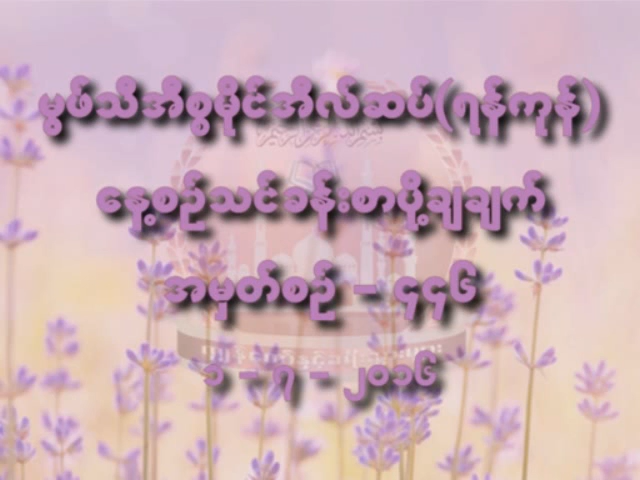 မွဖ်သီအိစ္စမိုင်အိလ်ဆပ်(ရန်ကုန်)
နေ့စဉ်သင်ခန်းစာပို့ချချက်
အမှတ်စဉ် - ၄၄၆
၁ - ၇ - ၂၀၁၆